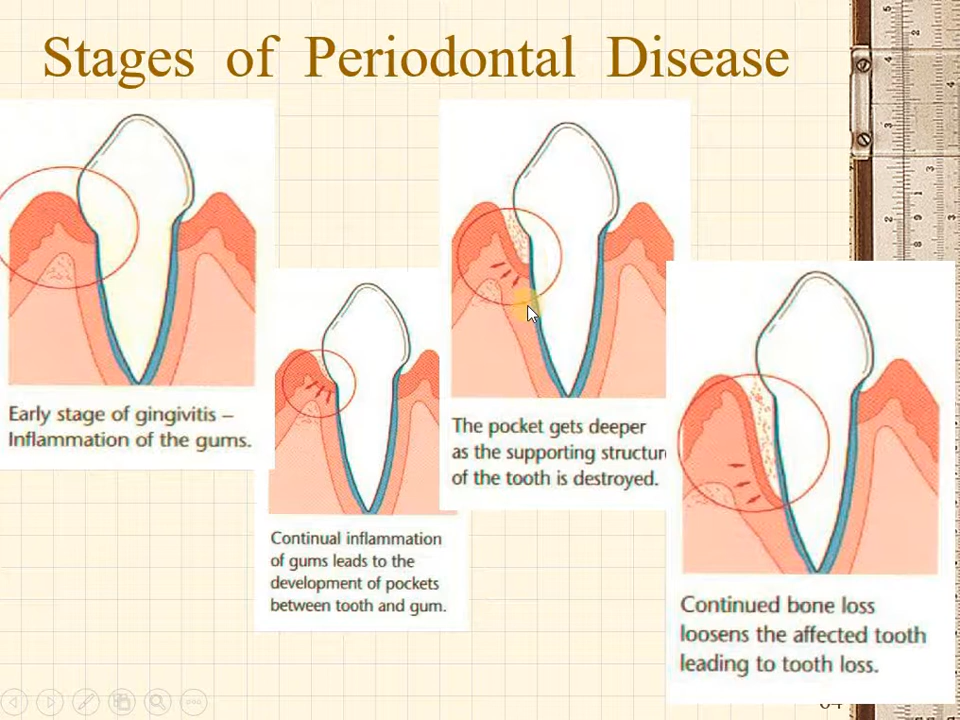 Stages of Periodontal Disease
Early stage of gingivitis –
Inflammation of the gums.
Continual inflammation
of gums leads to the
development of pockets
between tooth and gum.
The pocket gets deeper
as the supporting structur
of the tooth is destroyed.
Continued bone loss
loosens the affected tooth
leading to tooth loss.